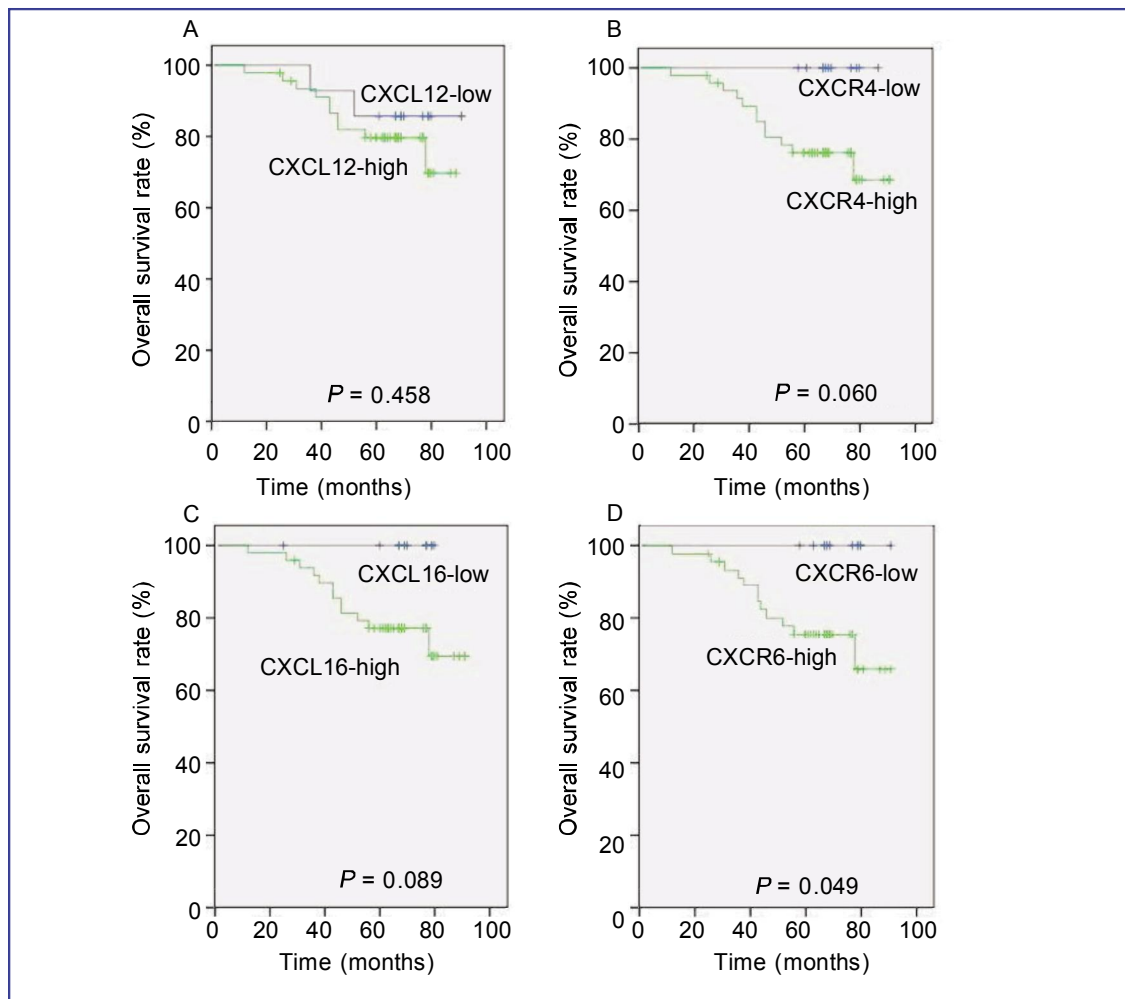 A
Overall survival rate (%)
100
80
60
40
20
0
CXCL12-low
CXCL12-high
P = 0.458
0 20 40 60 80 100
Time (months)
B
Overall survival rate (%)
100
80
60
40
20
0
CXCR4-low
CXCR4-high
P = 0.060
0 20 40 60 80 100
Time (months)
C
Overall survival rate (%)
100
80
60
40
20
0
CXCL16-low
CXCL16-high
P = 0.089
0 20 40 60 80 100
Time (months)
D
Overall survival rate (%)
100
80
60
40
20
0
CXCR6-low
CXCR6-high
P = 0.049
0 20 40 60 80 100
Time (months)